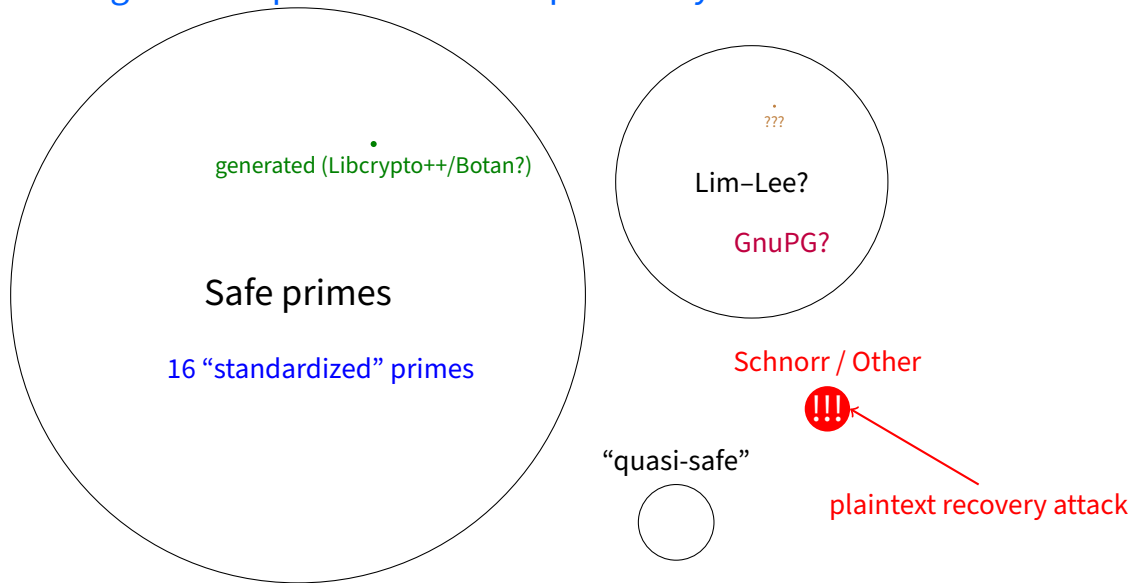 generated (Libcrypto++/Botan?)
Safe primes
16 “standardized” primes
???
Lim–Lee?
GnuPG?
Schnorr / Other
!!!
“quasi-safe”
plaintext recovery attack